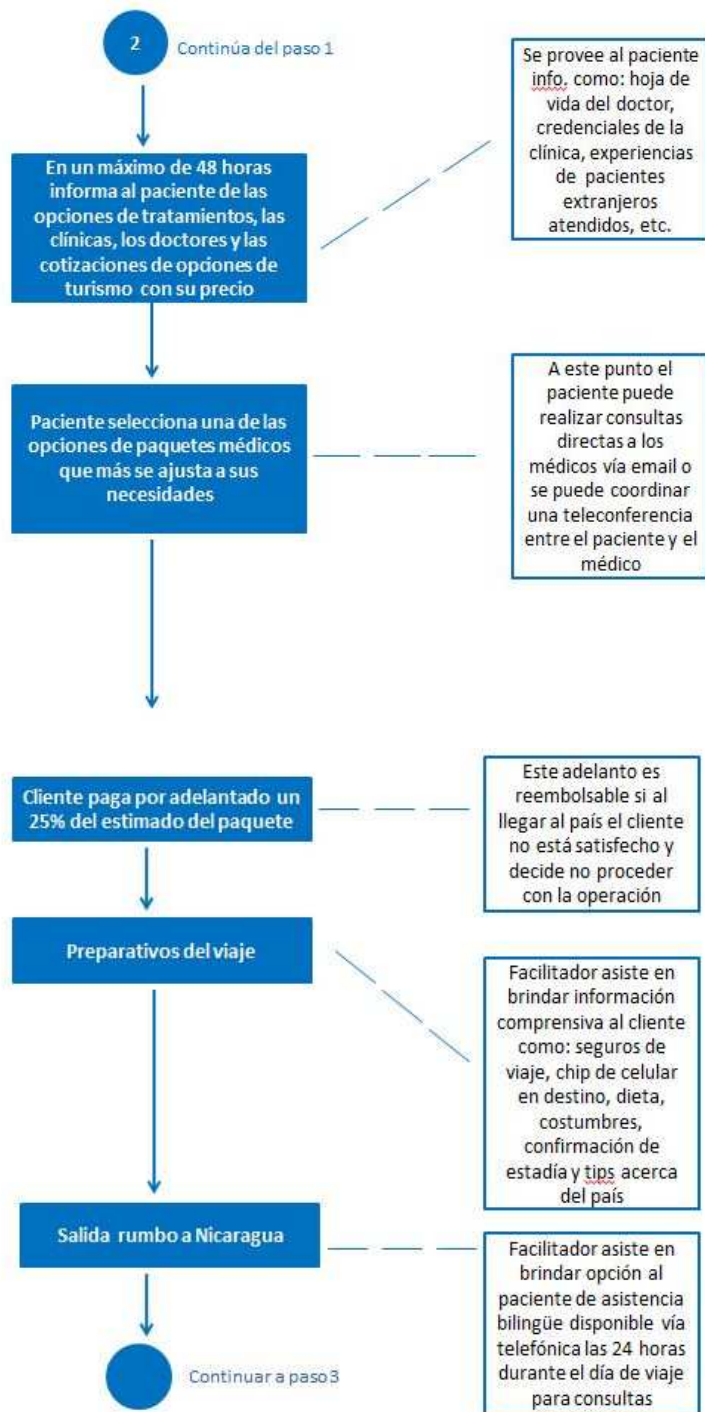 2
Continúa del paso 1
Se provee al paciente
info. como: hoja de
vida del doctor,
credenciales de la
clínica, experiencias
de pacientes
extranjeros
atendidos, etc.
En un máximo de 48 horas
informa al paciente de las
opciones de tratamientos, las
clínicas, los doctores y las
cotizaciones de opciones de
turismo con su precio
Paciente selecciona una de las
opciones de paquetes médicos
que más se ajusta a sus
necesidades
A este punto el
paciente puede
realizar consultas
directas a los
médicos vía email o
se puede coordinar
una teleconferencia
entre el paciente y el
médico
Cliente paga por adelantado un
25% del estimado del paquete
Este adelanto es
reembolsable si al
llegar al país el cliente
no está satisfecho y
decide no proceder
con la operación
Preparativos del viaje
Facilitador asiste en
brindar información
comprensiva al cliente
como: seguros de
viaje, chip de celular
en destino, dieta,
costumbres,
confirmación de
estadía y tips acerca
del país
Salida rumbo a Nicaragua
Facilitador asiste en
brindar opción al
paciente de asistencia
bilingüe disponible vía
telefónica las 24 horas
durante el día de viaje
para consultas
Continuar a paso 3